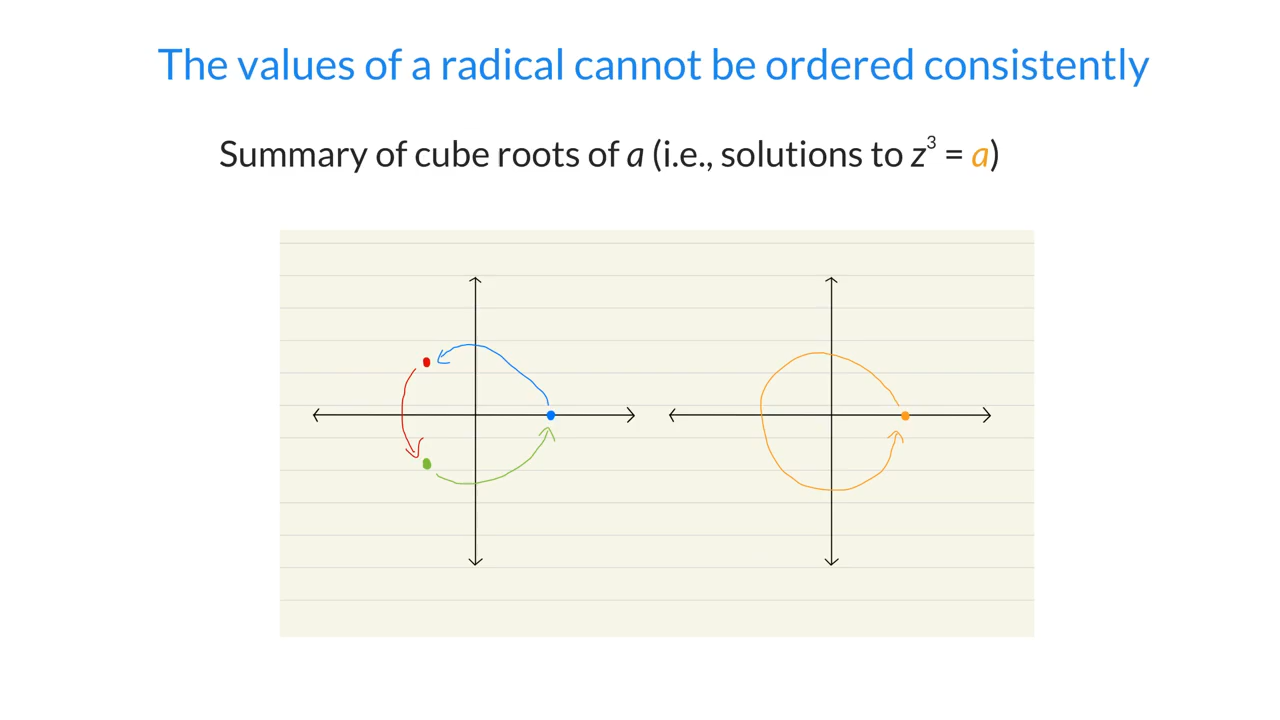 The values of a radical cannot be ordered consistently
Summary of cube roots of a (i.e., solutions to z³ = a)